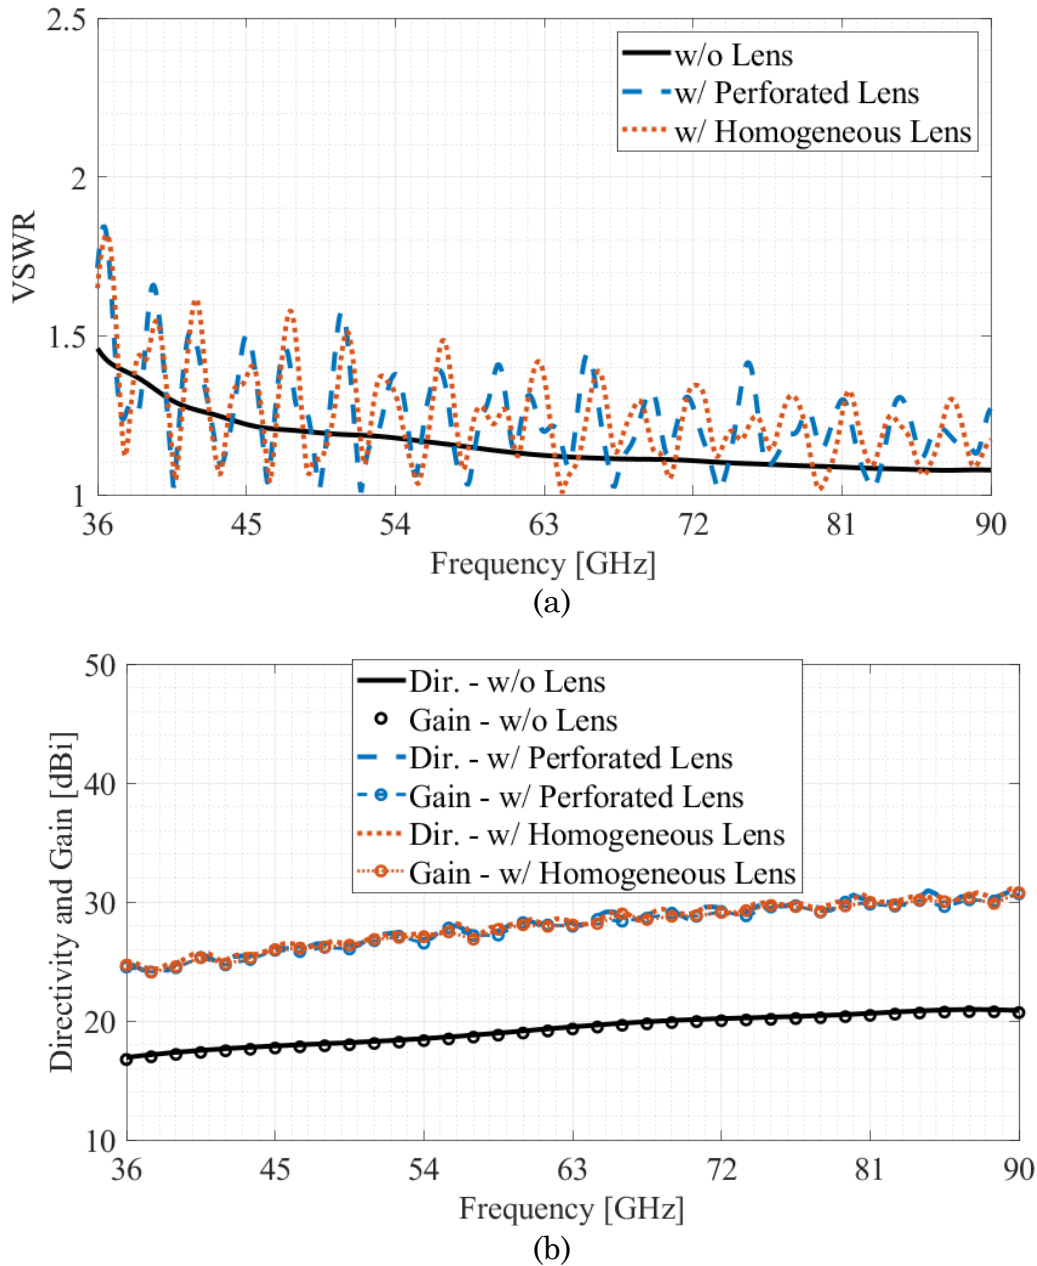 2.5
2
1.5
1
VSWR
w/o Lens
w/ Perforated Lens
w/ Homogeneous Lens
36 45 54 63 72 81 90
Frequency [GHz]
(a)
50
40
30
20
10
Directivity and Gain [dBi]
Dir. - w/o Lens
Gain - w/o Lens
Dir. - w/ Perforated Lens
Gain - w/ Perforated Lens
Dir. - w/ Homogeneous Lens
Gain - w/ Homogeneous Lens
36 45 54 63 72 81 90
Frequency [GHz]
(b)